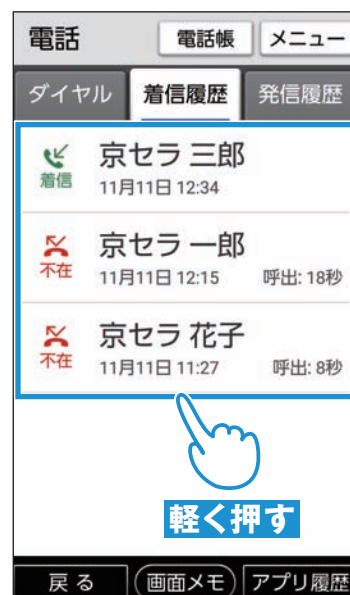 電話 電話帳 メニュー
ダイヤル 着信履歴 発信履歴
京セラ 三郎
着信 11月11日 12:34
京セラ 一郎
不在 11月11日 12:15 呼出: 18秒
京セラ 花子
不在 11月11日 11:27 呼出: 8秒
軽く押す
戻る 画面メモ アプリ履歴